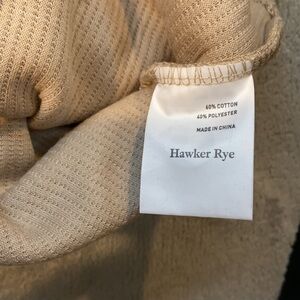 60% COTTON
40% POLYESTER
MADE IN CHINA
Hawker Rye